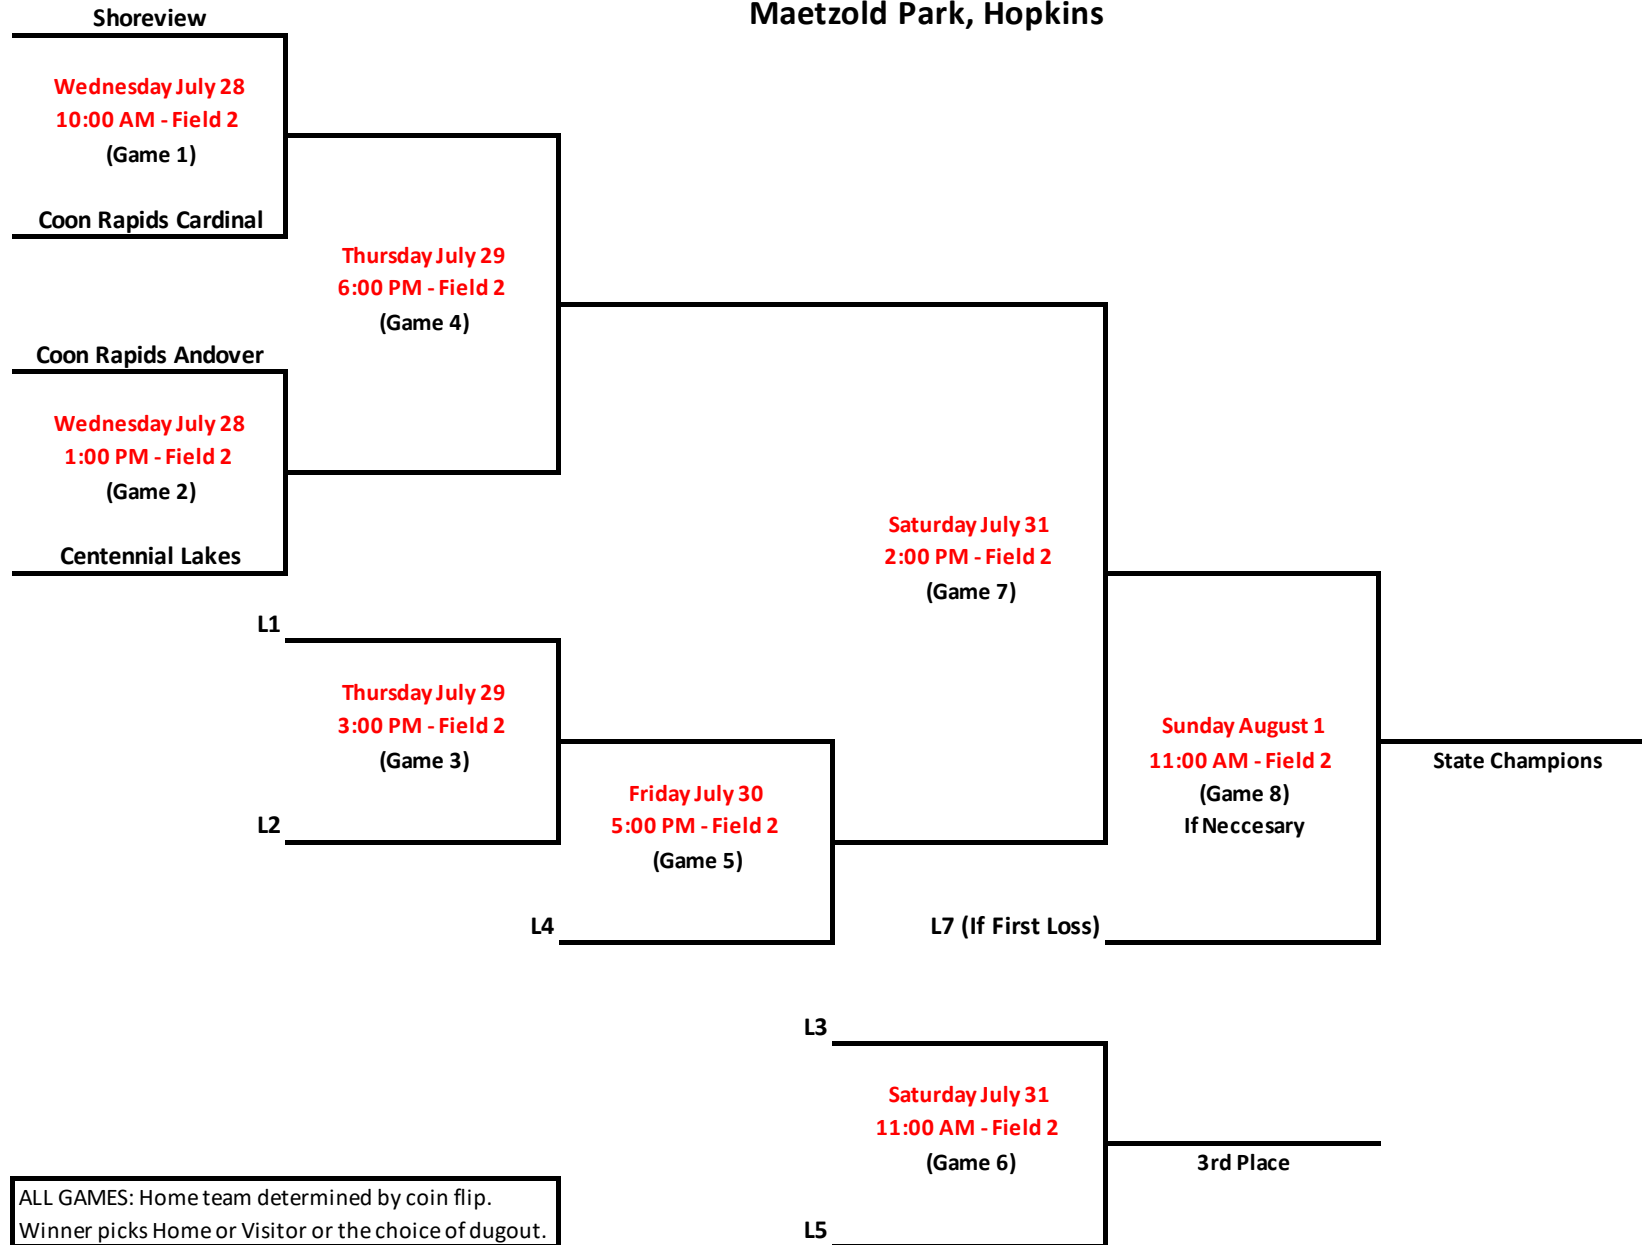 Maetzold Park, Hopkins
Shoreview
Wednesday July 28
10:00 AM - Field 2
(Game 1)
Coon Rapids Cardinal
Thursday July 29
6:00 PM - Field 2
(Game 4)
Coon Rapids Andover
Wednesday July 28
1:00 PM - Field 2
(Game 2)
Centennial Lakes
Saturday July 31
2:00 PM - Field 2
(Game 7)
L1
Thursday July 29
3:00 PM - Field 2
(Game 3)
L2
Friday July 30
5:00 PM - Field 2
(Game 5)
L4
Sunday August 1
11:00 AM - Field 2
(Game 8)
If Neccesary
State Champions
L7 (If First Loss)
L3
Saturday July 31
11:00 AM - Field 2
(Game 6)
3rd Place
L5
ALL GAMES: Home team determined by coin flip.
Winner picks Home or Visitor or the choice of dugout.